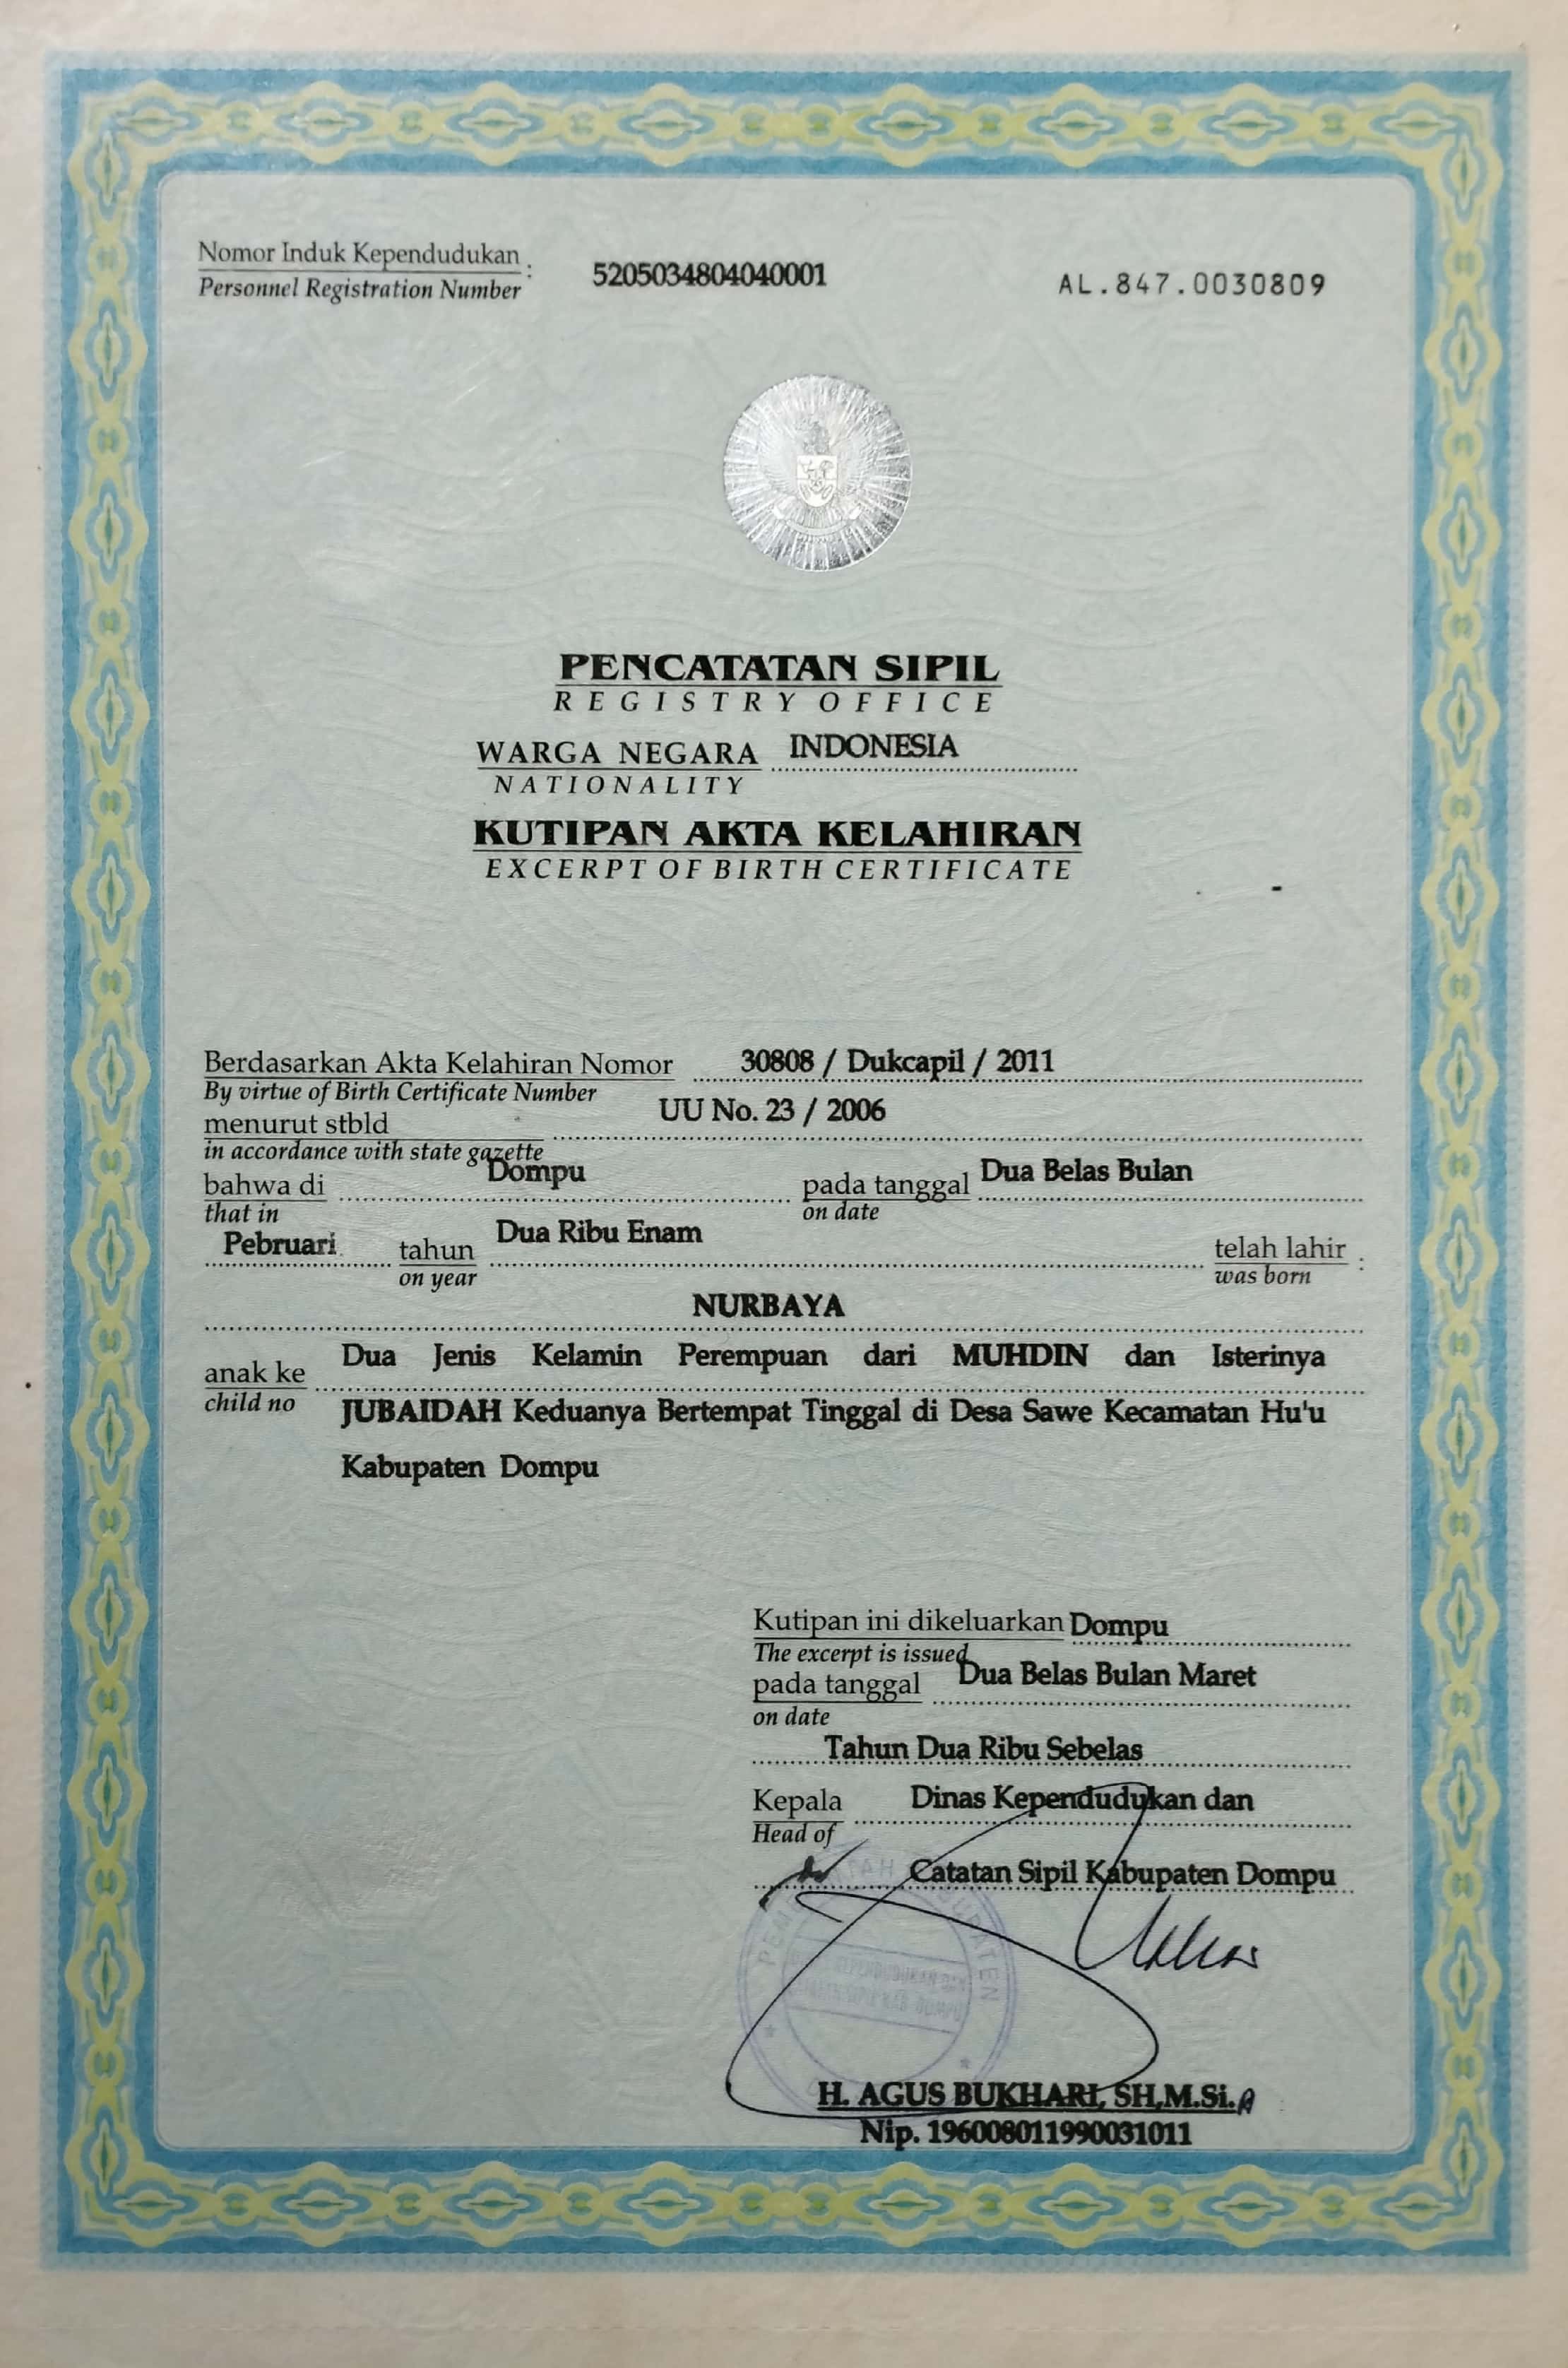 Nomor Induk Kependudukan : 5205034804040001 AL.847.0030809
Personnel Registration Number
PENCATATAN SIPIL
REGISTRY OFFICE
WARGA NEGARA INDONESIA
NATIONALITY
KUTIPAN AKTA KELAHIRAN
EXCERPT OF BIRTH CERTIFICATE
Berdasarkan Akta Kelahiran Nomor 30808 / Dukcapil / 2011
By virtue of Birth Certificate Number
menurut stbld UU No. 23 / 2006
in accordance with state gazette
bahwa di Dompu pada tanggal Dua Belas Bulan
that in on date
Pebruari tahun Dua Ribu Enam telah lahir :
on year was born
NURBAYA
anak ke Dua Jenis Kelamin Perempuan dari MUHDIN dan Isterinya
child no
JUBAIDAH Keduanya Bertempat Tinggal di Desa Sawe Kecamatan Hu'u
Kabupaten Dompu
Kutipan ini dikeluarkan Dompu
The excerpt is issued
pada tanggal Dua Belas Bulan Maret
on date
Tahun Dua Ribu Sebelas
Kepala Dinas Kependudukan dan
Head of
Catatan Sipil Kabupaten Dompu
H. AGUS BUKHARI, SH,M.Si.
Nip. 196008011990031011